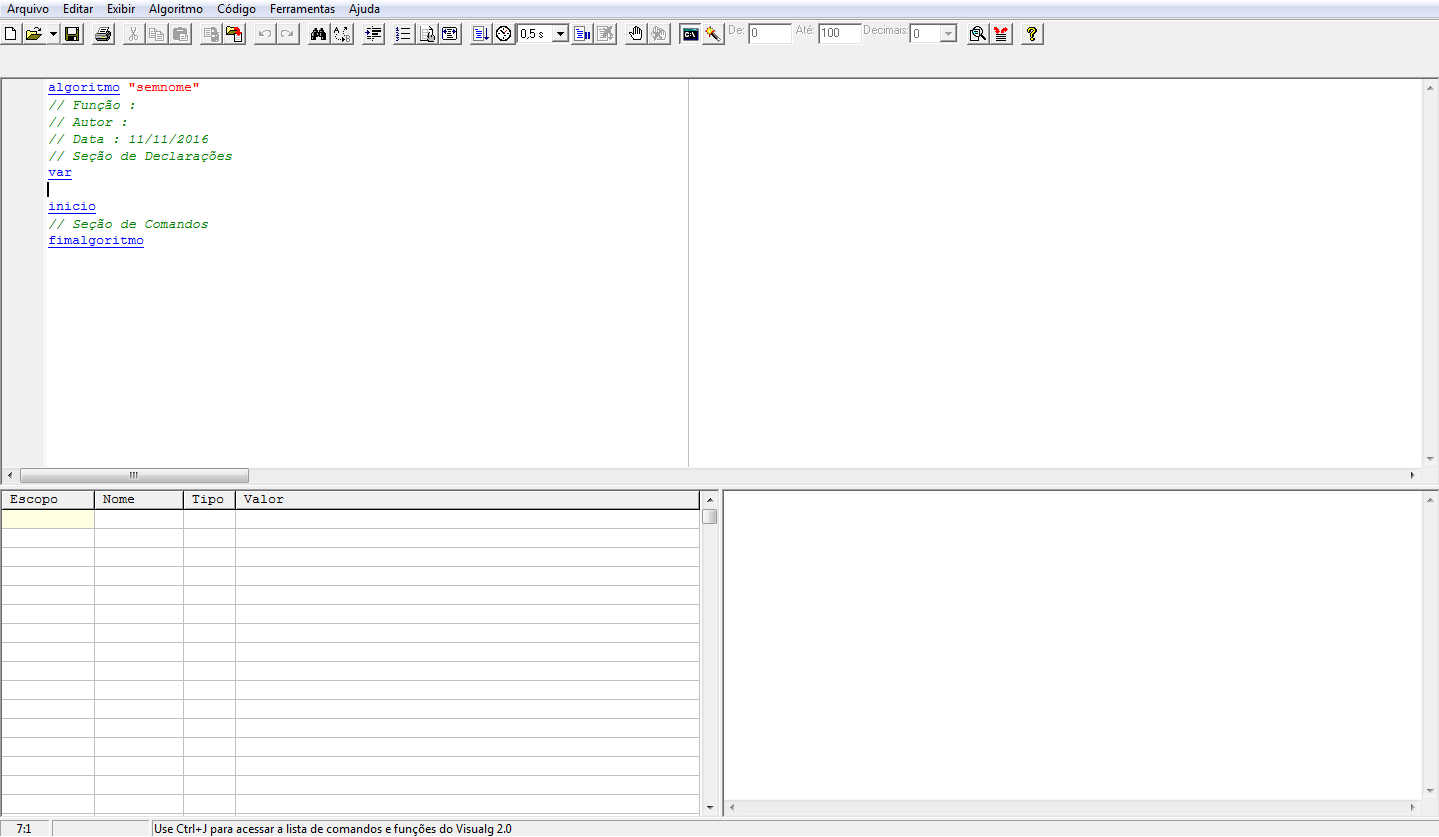 Arquivo Editar Exibir Algoritmo Código Ferramentas Ajuda
0,5 s De: 0 Até: 100 Decimais: 0
algoritmo "semnome"
// Função :
// Autor :
// Data : 11/11/2016
// Seção de Declarações
var
inicio
// Seção de Comandos
fimalgoritmo
Escopo Nome Tipo Valor
7:1 Use Ctrl+J para acessar a lista de comandos e funções do Visualg 2.0